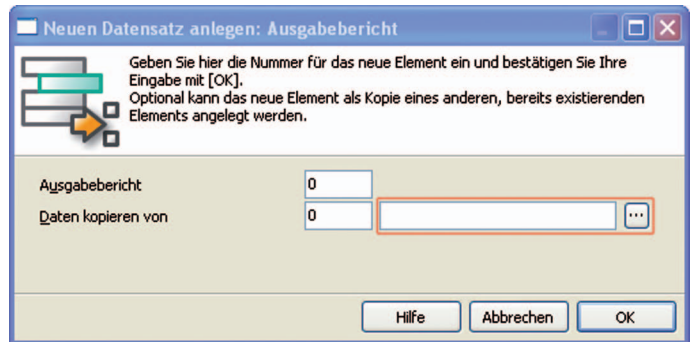 Neuen Datensatz anlegen: Ausgabebericht
Geben Sie hier die Nummer für das neue Element ein und bestätigen Sie Ihre
Eingabe mit [OK].
Optional kann das neue Element als Kopie eines anderen, bereits existierenden
Elements angelegt werden.
Ausgabebericht 0
Daten kopieren von 0 ...
Hilfe Abbrechen OK